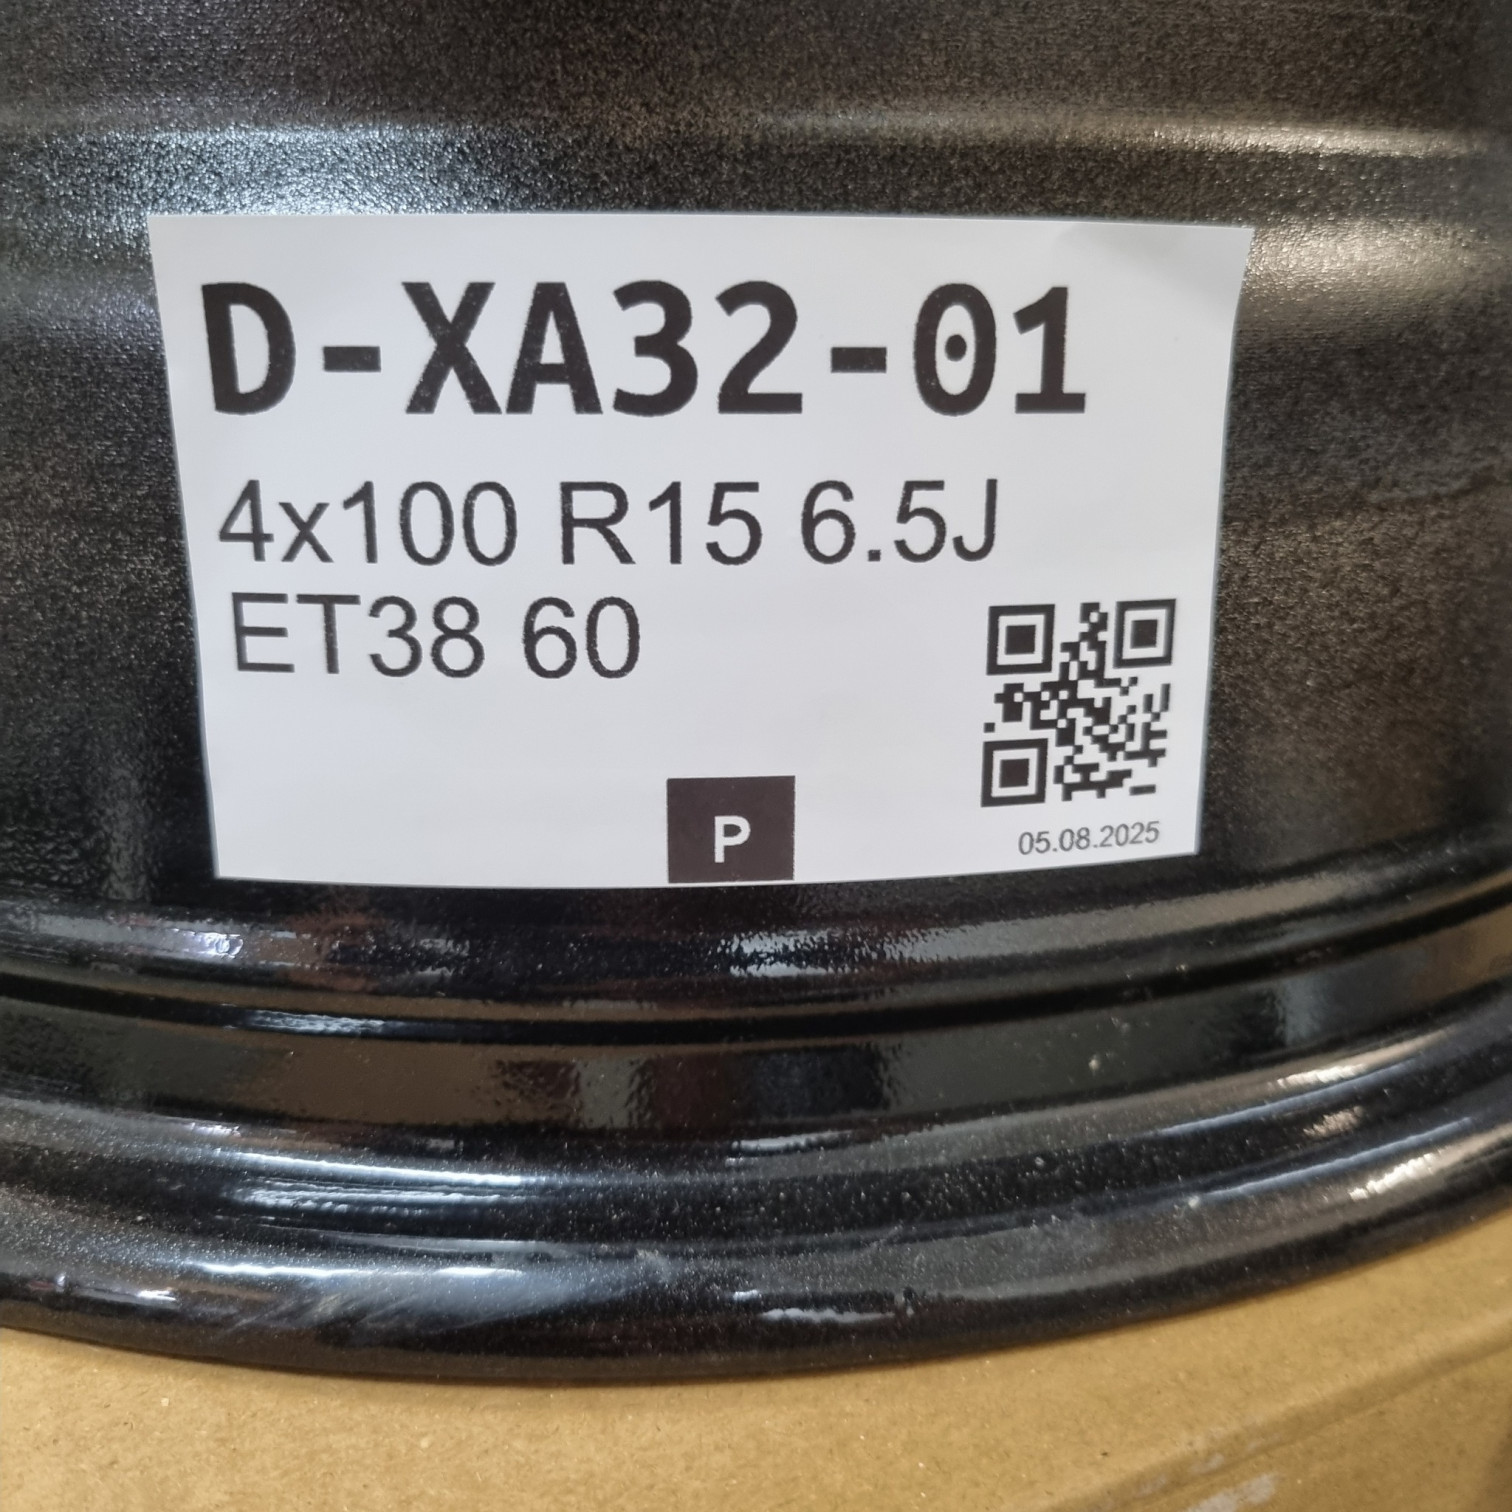 D-XA32-01
4x100 R15 6.5J
ET38 60
P
05.08.2025